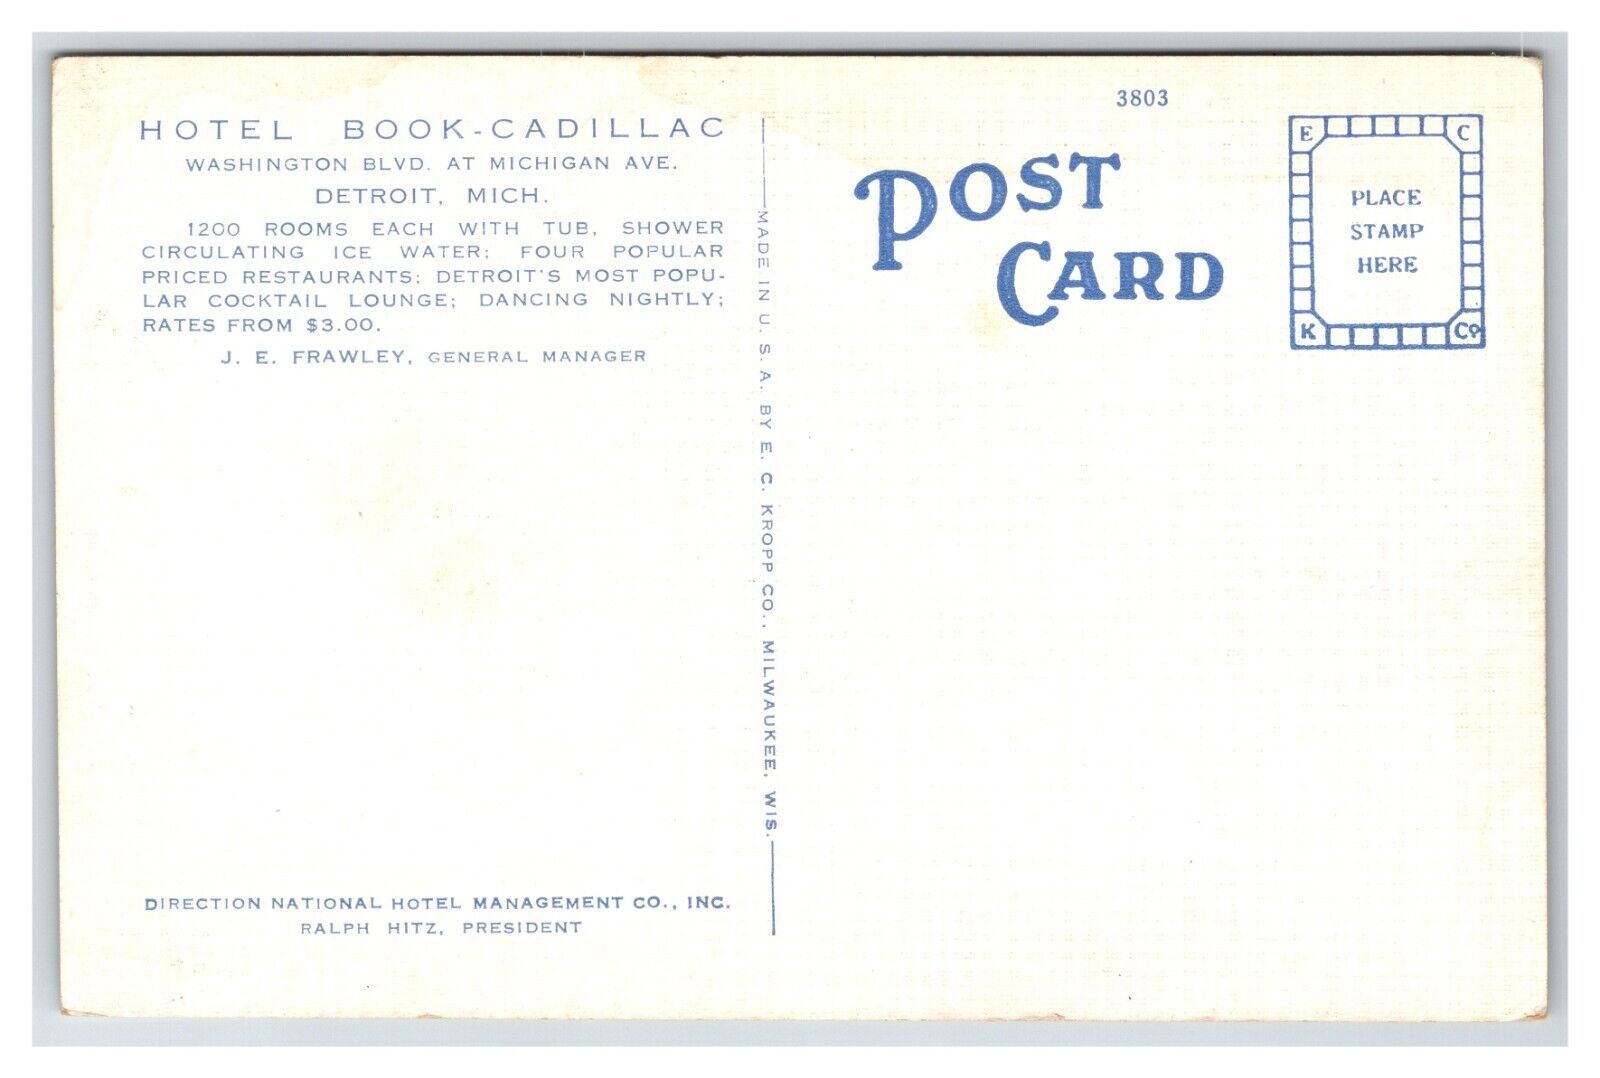 HOTEL BOOK-CADILLAC
WASHINGTON BLVD. AT MICHIGAN AVE.
DETROIT, MICH.
1200 ROOMS EACH WITH TUB, SHOWER
CIRCULATING ICE WATER; FOUR POPULAR
PRICED RESTAURANTS; DETROIT'S MOST POPU-
LAR COCKTAIL LOUNGE; DANCING NIGHTLY;
RATES FROM $3.00.
J. E. FRAWLEY, GENERAL MANAGER
DIRECTION NATIONAL HOTEL MANAGEMENT CO., INC.
RALPH HITZ, PRESIDENT
MADE IN U. S. A. BY E. C. KROPP CO., MILWAUKEE, WIS.
3803
POST
CARD
E C
PLACE
STAMP
HERE
K Co